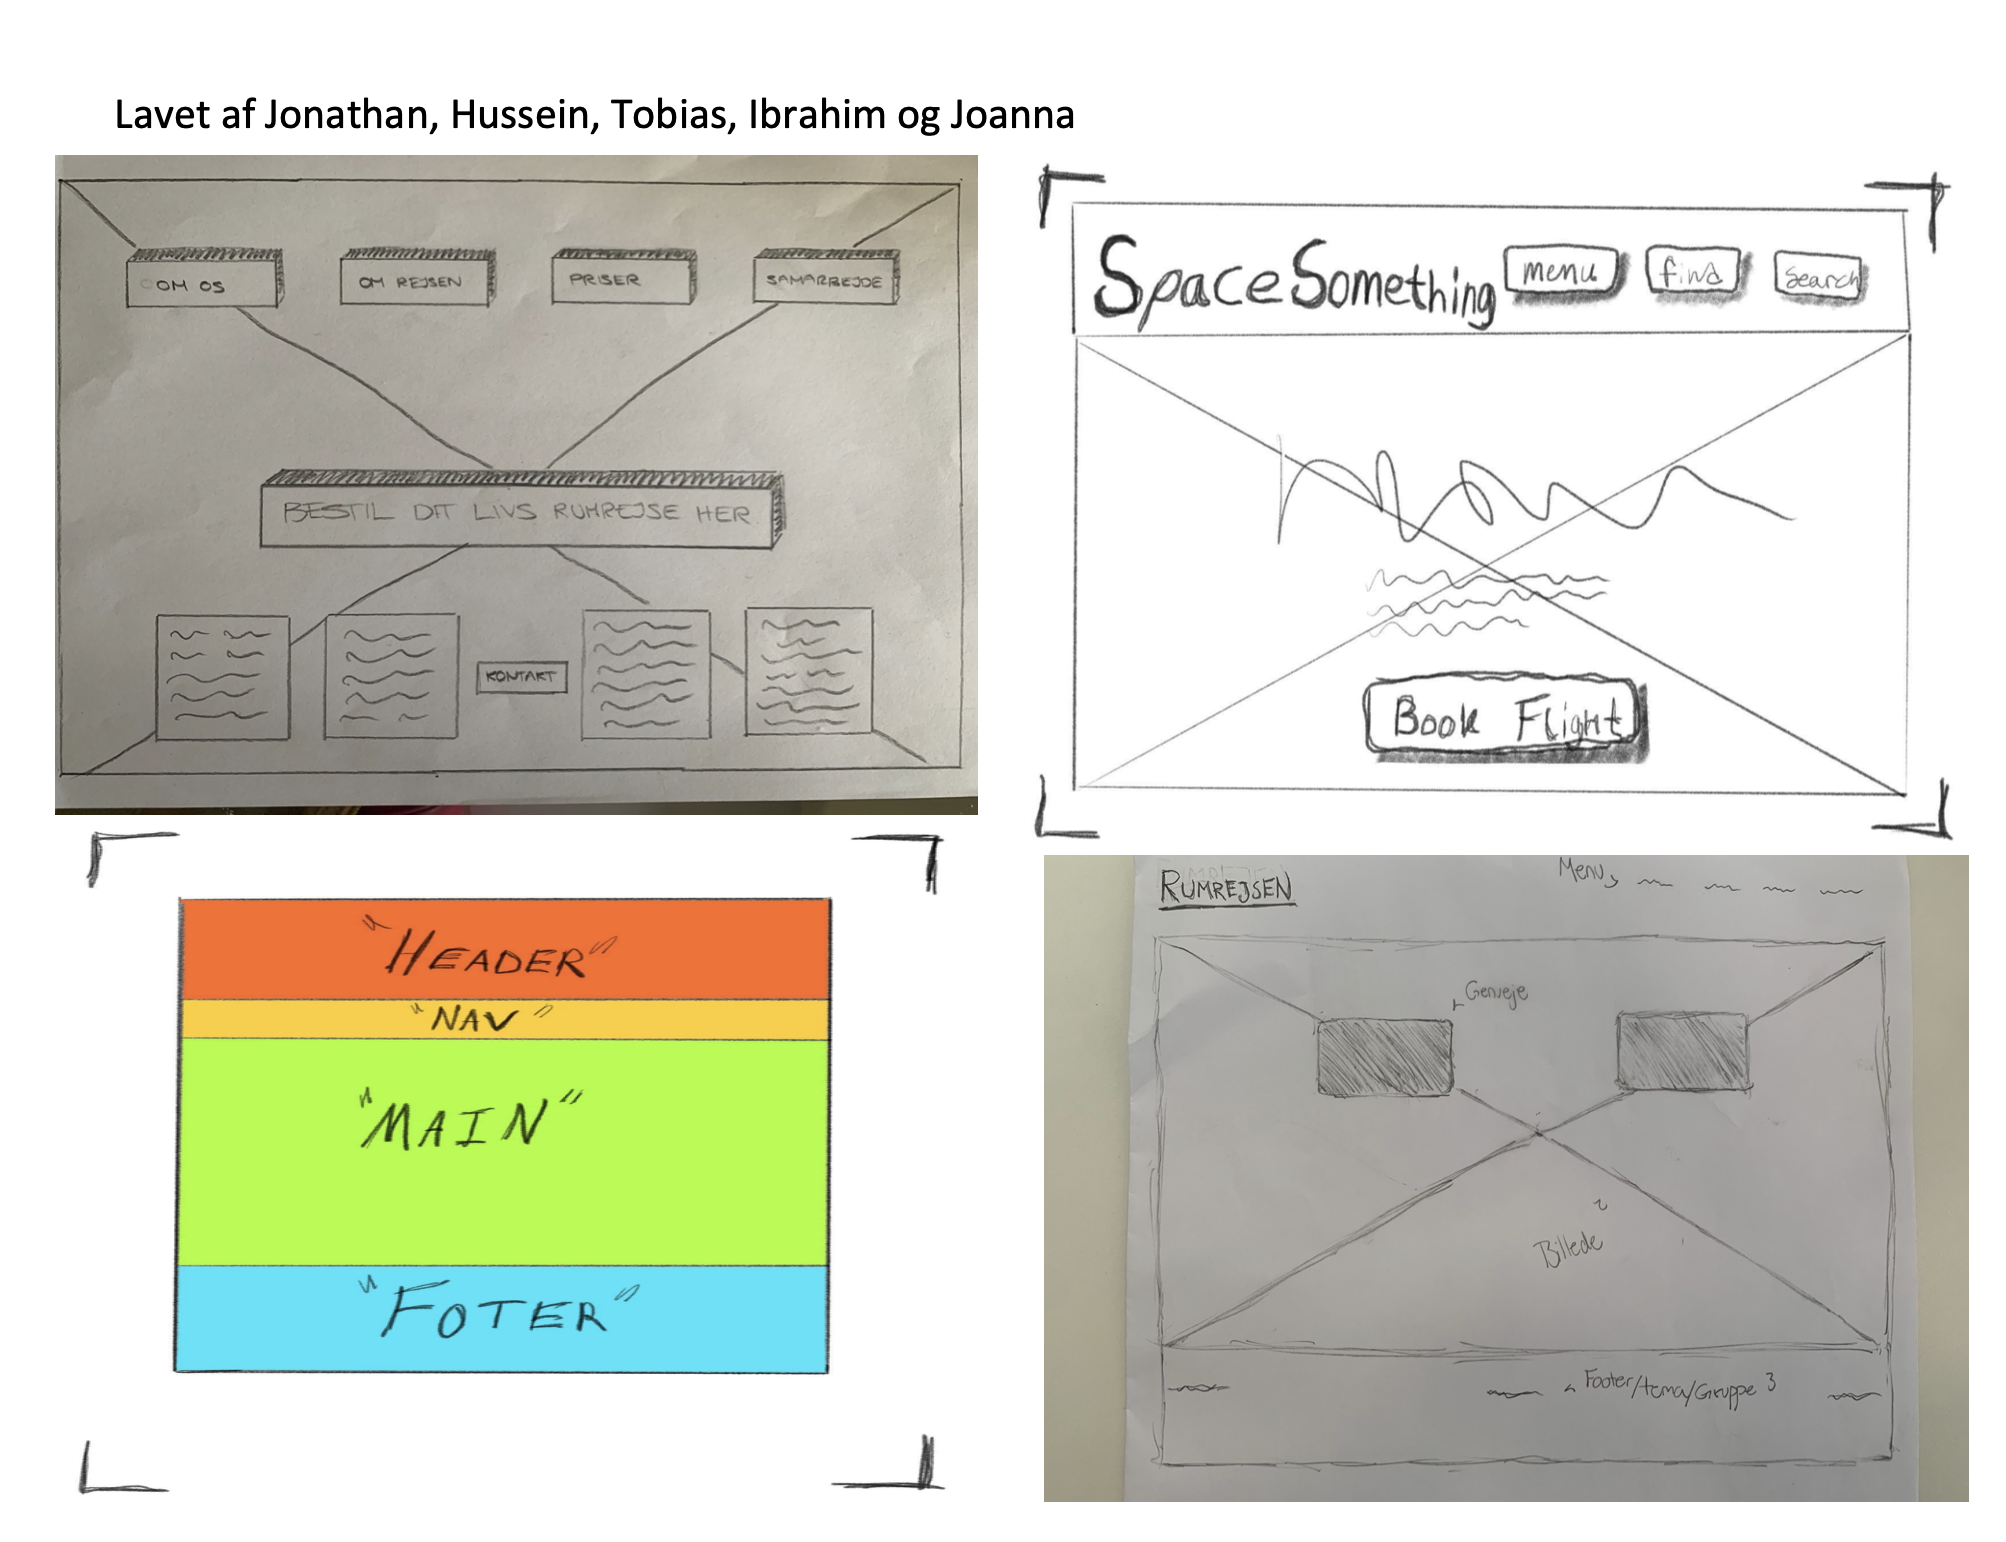 Lavet af Jonathan, Hussein, Tobias, Ibrahim og Joanna
OM OS
OM REJSEN
PRISER
SAMARBEJDE
BESTIL DIT LIVS RUMREJSE HER
KONTAKT
SpaceSomething
menu
find
Search
Book Flight
"HEADER"
"NAV"
"MAIN"
"FOTER"
RUMREJSEN
Menu
Genveje
Billede
Footer/tema/Gruppe 3